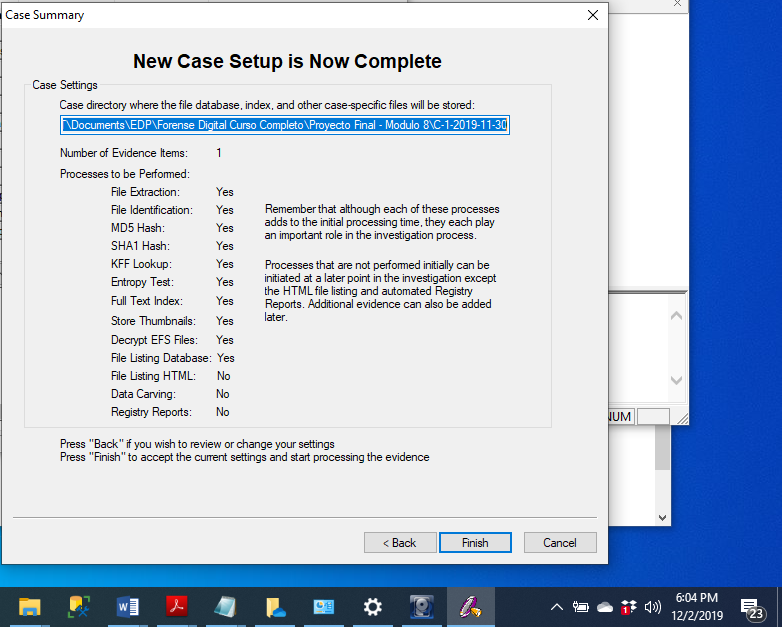 Case Summary
New Case Setup is Now Complete
Case Settings
Case directory where the file database, index, and other case-specific files will be stored:
\Documents\EDP\Forense Digital Curso Completo\Proyecto Final - Modulo 8\C-1-2019-11-30
Number of Evidence Items: 1
Processes to be Performed:
File Extraction: Yes
File Identification: Yes
MD5 Hash: Yes
SHA1 Hash: Yes
KFF Lookup: Yes
Entropy Test: Yes
Full Text Index: Yes
Store Thumbnails: Yes
Decrypt EFS Files: Yes
File Listing Database: Yes
File Listing HTML: No
Data Carving: No
Registry Reports: No
Remember that although each of these processes
adds to the initial processing time, they each play
an important role in the investigation process.
Processes that are not performed initially can be
initiated at a later point in the investigation except
the HTML file listing and automated Registry
Reports. Additional evidence can also be added
later.
Press "Back" if you wish to review or change your settings
Press "Finish" to accept the current settings and start processing the evidence
< Back
Finish
Cancel
NUM
6:04 PM
12/2/2019
1
23